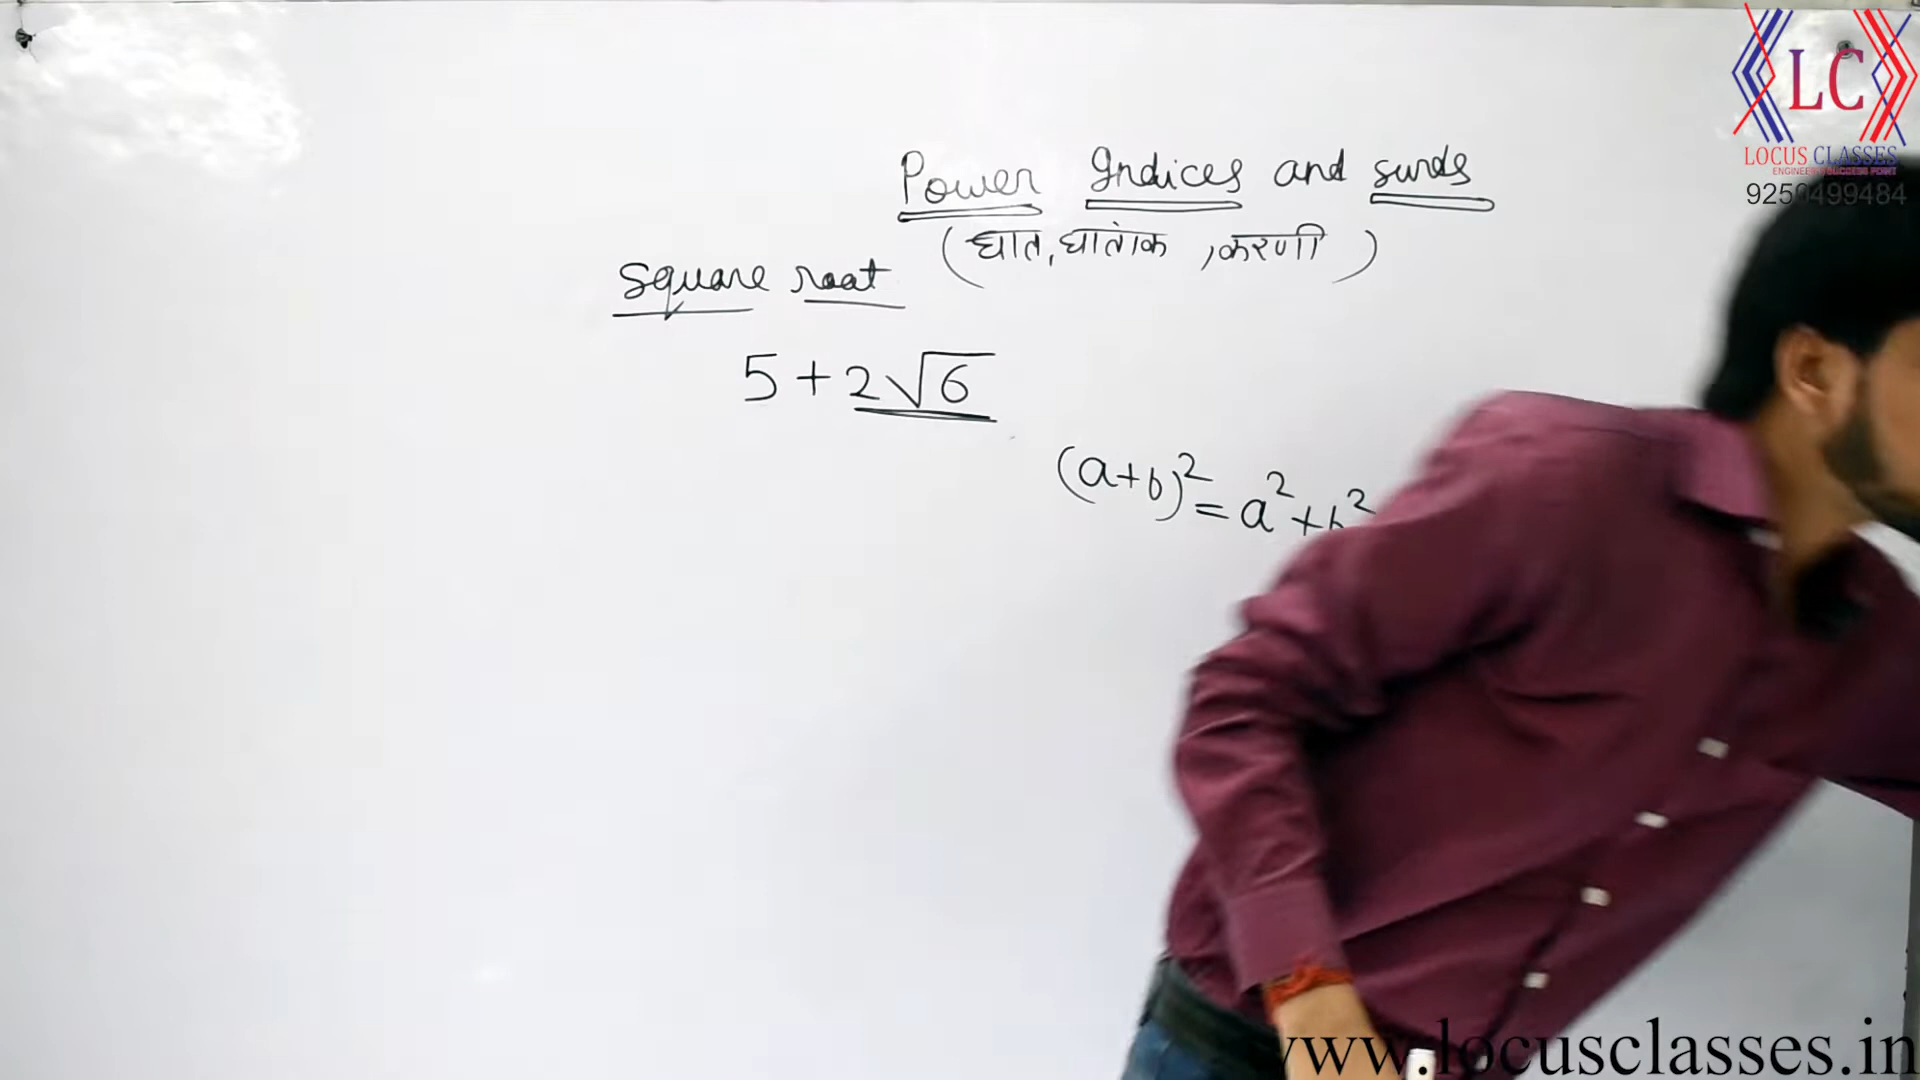 LC
LOCUS CLASSES
9250499484
Power Indices and surds
(घात, घातांक, करणी)
Square root
5+2√6
(a+b)²=a²+b²
www.locusclasses.in